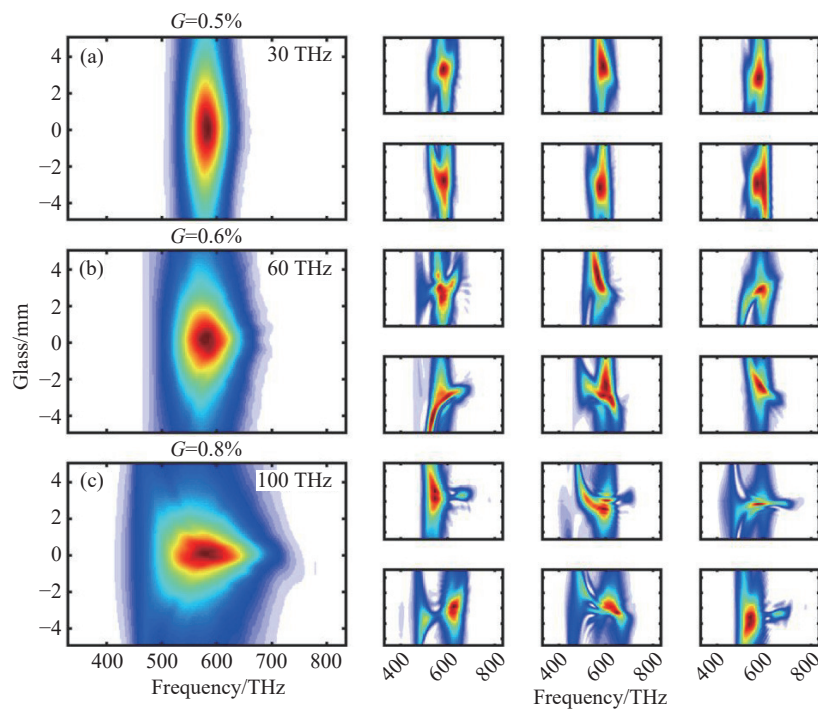 G=0.5%
(a) 30 THz
4
2
0
−2
−4
G=0.6%
(b) 60 THz
4
2
0
−2
−4
Glass/mm
G=0.8%
(c) 100 THz
4
2
0
−2
−4
400 500 600 700 800
Frequency/THz
400 600 800 400 600 800 400 600 800
Frequency/THz